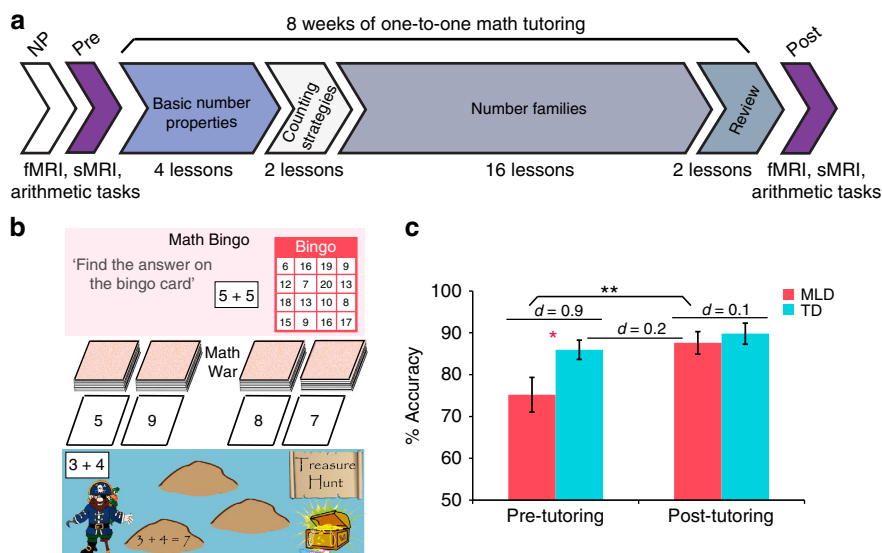 a
8 weeks of one-to-one math tutoring
NP
Pre
Post
Basic number
properties
Counting
strategies
Number families
Review
fMRI, sMRI,
arithmetic tasks
4 lessons
2 lessons
16 lessons
2 lessons
fMRI, sMRI,
arithmetic tasks
b
Math Bingo
'Find the answer on
the bingo card'
5 + 5
Bingo
6 16 19 9
12 7 20 13
18 13 10 8
15 9 16 17
Math
War
5 9 8 7
3 + 4
Treasure
Hunt
3 + 4 = 7
c
% Accuracy
100
90
80
70
60
50
**
d = 0.9
d = 0.1
*
d = 0.2
MLD
TD
Pre-tutoring
Post-tutoring